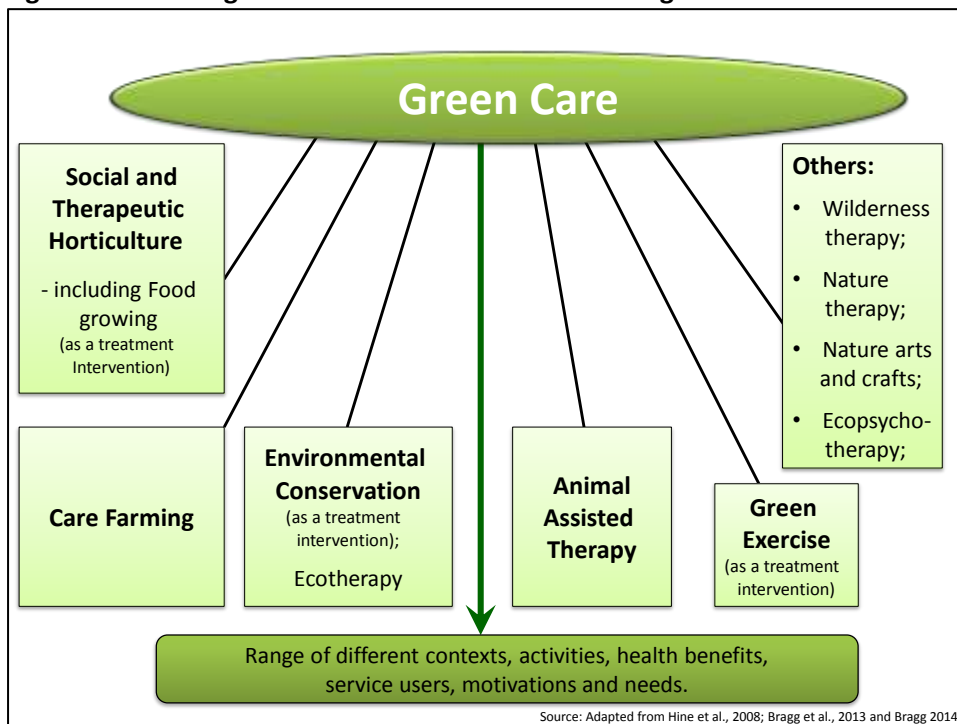 Green Care
Social and
Therapeutic
Horticulture
- including Food
growing
(as a treatment
Intervention)
Care Farming
Environmental
Conservation
(as a treatment
intervention);
Ecotherapy
Animal
Assisted
Therapy
Green
Exercise
(as a treatment
intervention)
Others:
• Wilderness
therapy;
• Nature
therapy;
• Nature arts
and crafts;
• Ecopsycho-
therapy;
Range of different contexts, activities, health benefits,
service users, motivations and needs.
Source: Adapted from Hine et al., 2008; Bragg et al., 2013 and Bragg 2014